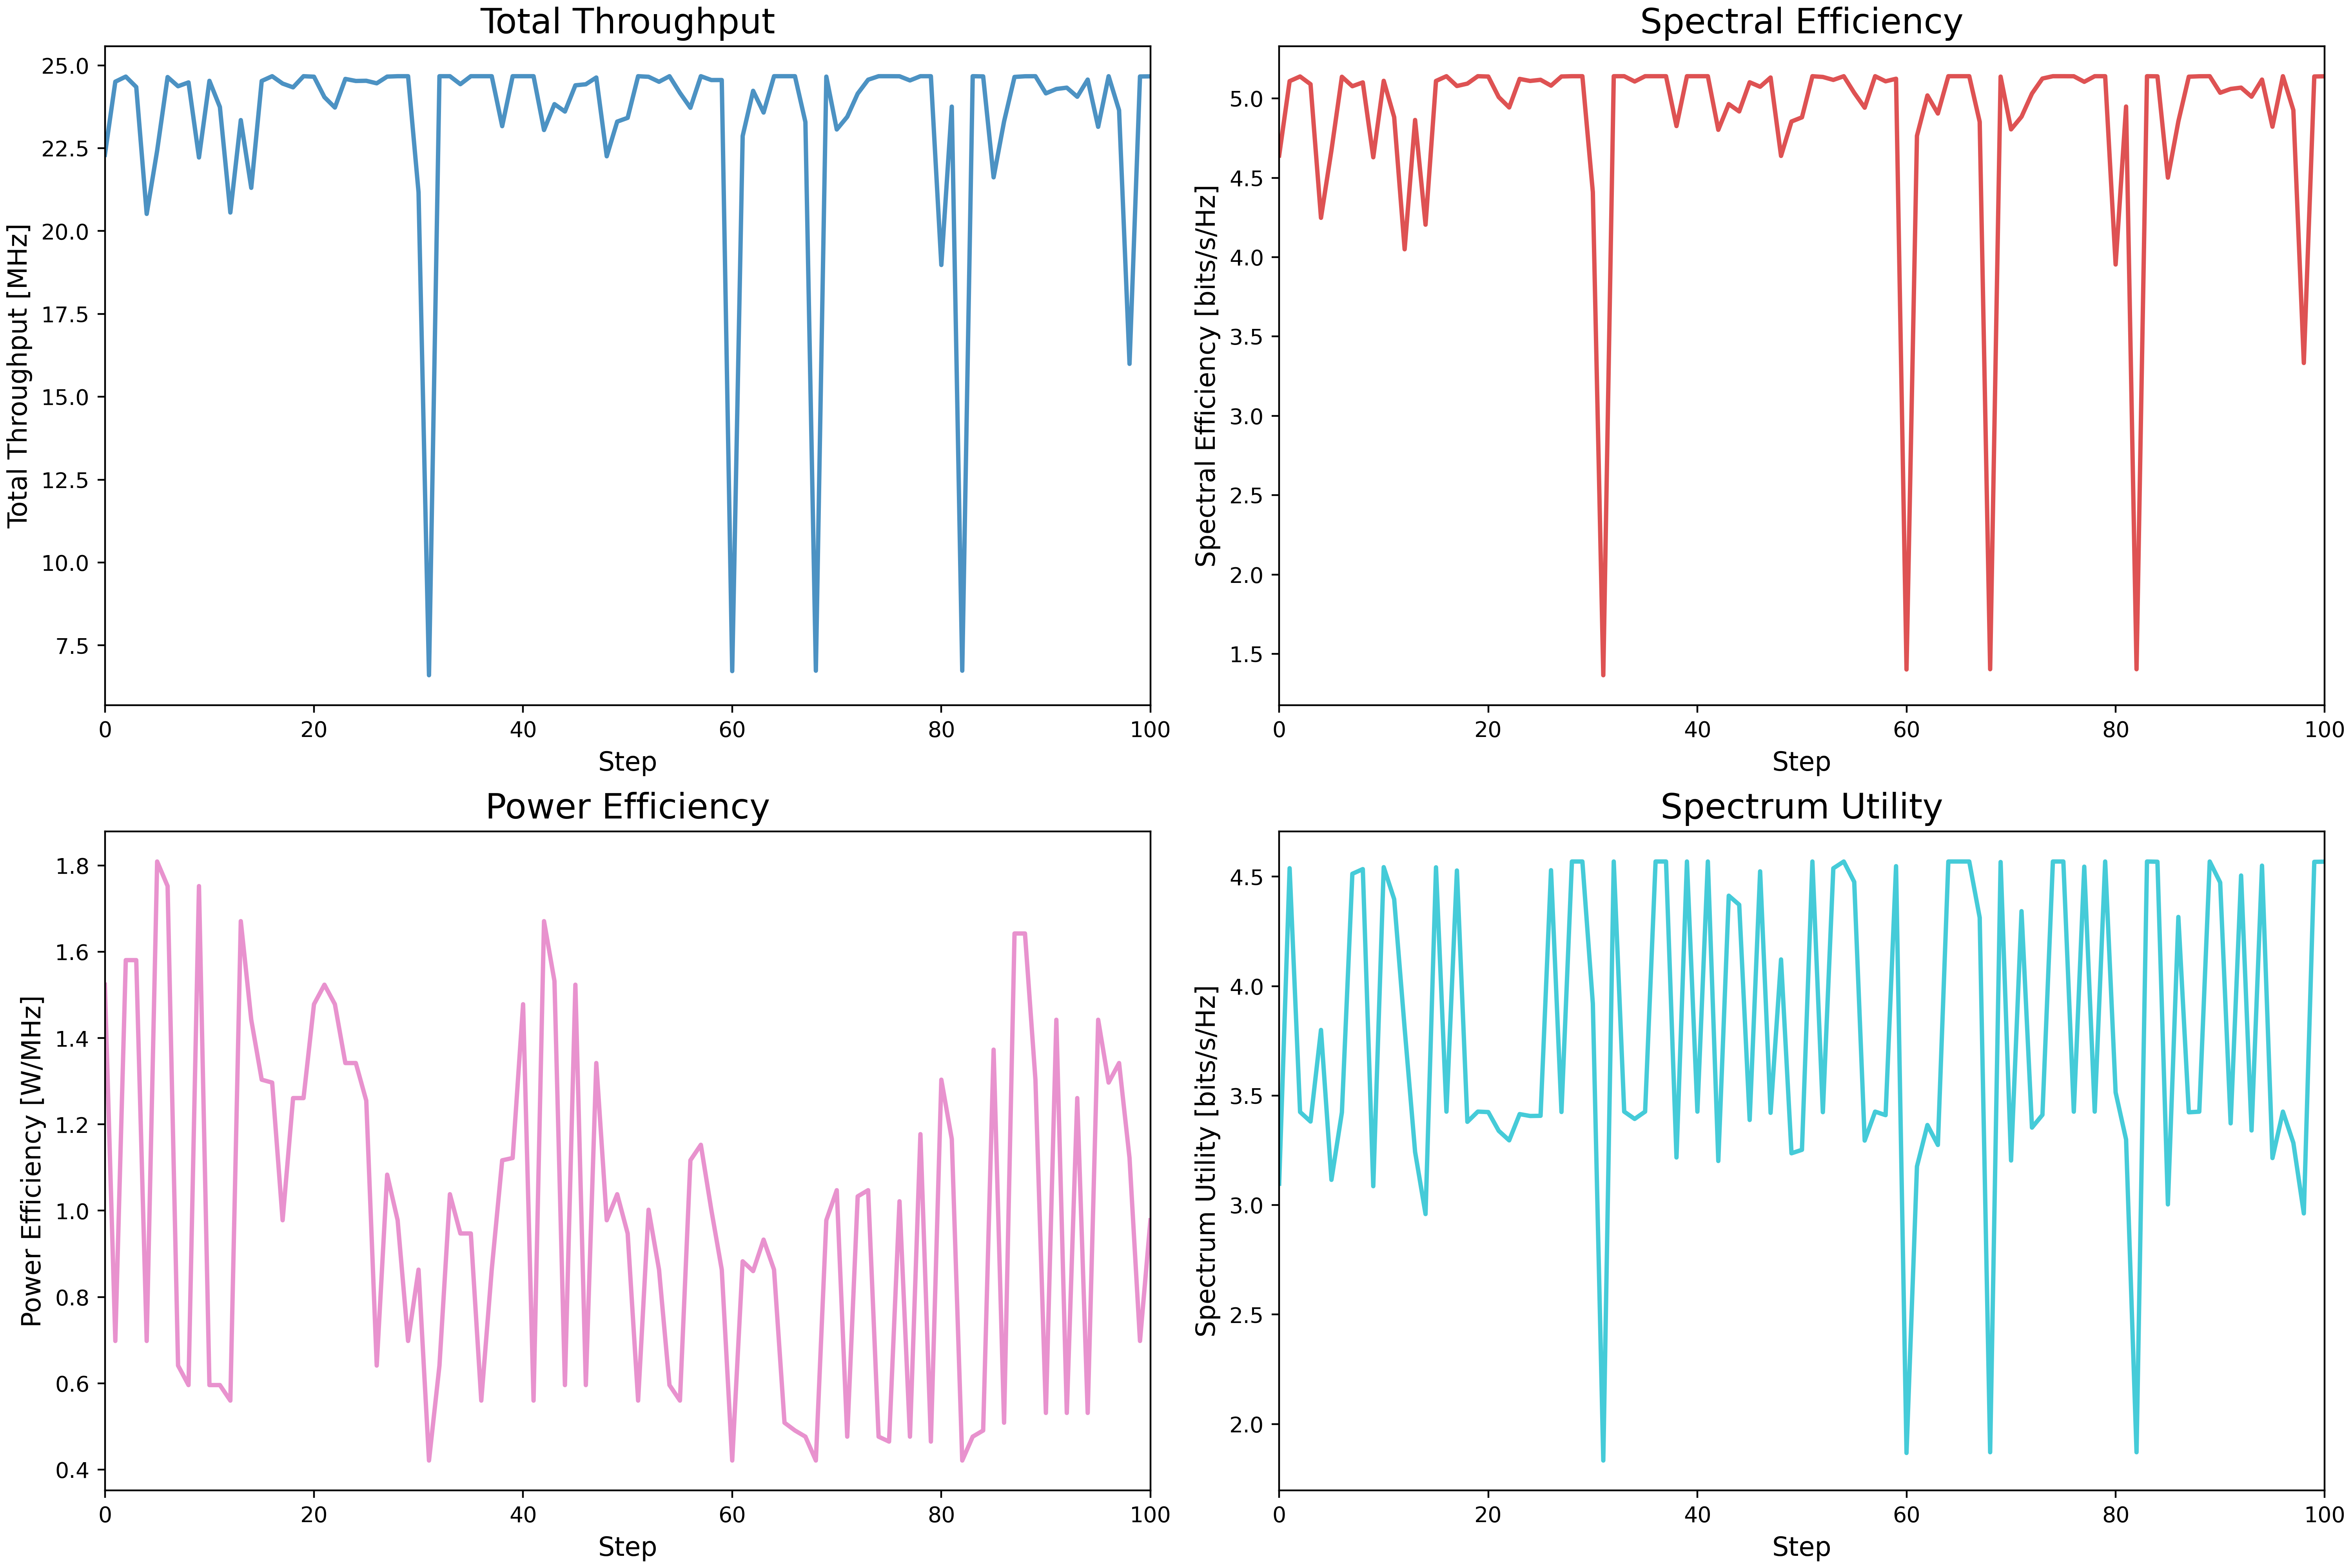 Total Throughput
Total Throughput [MHz]
25.0
22.5
20.0
17.5
15.0
12.5
10.0
7.5
0 20 40 60 80 100
Step
Spectral Efficiency
Spectral Efficiency [bits/s/Hz]
5.0
4.5
4.0
3.5
3.0
2.5
2.0
1.5
0 20 40 60 80 100
Step
Power Efficiency
Power Efficiency [W/MHz]
1.8
1.6
1.4
1.2
1.0
0.8
0.6
0.4
0 20 40 60 80 100
Step
Spectrum Utility
Spectrum Utility [bits/s/Hz]
4.5
4.0
3.5
3.0
2.5
2.0
0 20 40 60 80 100
Step